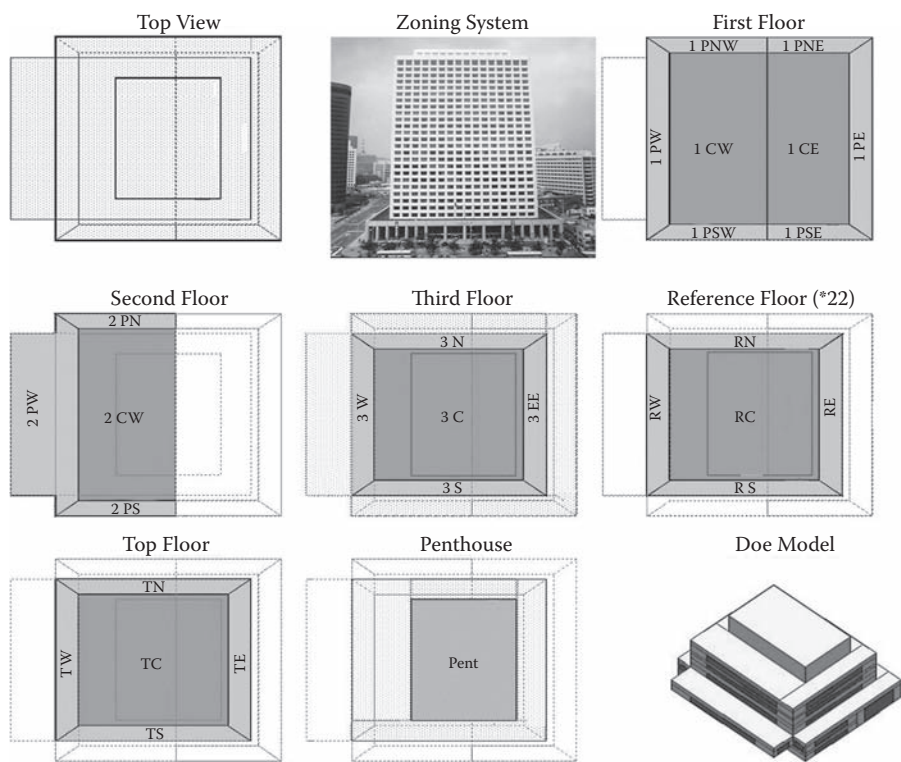 Top View
Zoning System
First Floor
1 PNW
1 PNE
1 PW
1 CW
1 CE
1 PE
1 PSW
1 PSE
Second Floor
Third Floor
Reference Floor (*22)
2 PN
2 PW
2 CW
2 PS
3 N
3 W
3 C
3 EE
3 S
RN
RW
RC
RE
R S
Top Floor
Penthouse
Doe Model
TN
TW
TC
TE
TS
Pent